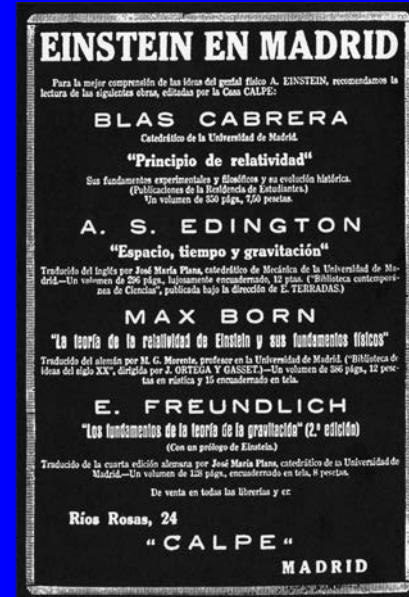 EINSTEIN EN MADRID
Para la mejor comprensión de las ideas del genial físico A. EINSTEIN, recomendamos la
lectura de las siguientes obras, editadas por la Casa CALPE:
BLAS CABRERA
Catedrático de la Universidad de Madrid.
"Principio de relatividad"
Sus fundamentos experimentales y filosóficos y su evolución histórica.
(Publicaciones de la Residencia de Estudiantes.)
Un volumen de 350 págs., 7,50 pesetas.
A. S. EDINGTON
"Espacio, tiempo y gravitación"
Traducido del inglés por José María Plans, catedrático de Mecánica de la Universidad de Ma-
drid.—Un volumen de 296 págs., lujosamente encuadernado, 12 ptas. ("Biblioteca contemporá-
nea de Ciencias", publicada bajo la dirección de E. TERRADAS.)
MAX BORN
"La teoría de la relatividad de Einstein y sus fundamentos físicos"
Traducido del alemán por M. G. Morente, profesor en la Universidad de Madrid. ("Biblioteca de
ideas del siglo XX", dirigida por J. ORTEGA Y GASSET.)—Un volumen de 386 págs., 12 pese-
tas en rústica y 15 encuadernado en tela.
E. FREUNDLICH
"Los fundamentos de la teoría de la gravitación" (2.ª edición)
(Con un prólogo de Einstein.)
Traducido de la cuarta edición alemana por José María Plans, catedrático de la Universidad de
Madrid.—Un volumen de 128 págs., encuadernado en tela, 8 pesetas.
De venta en todas las librerías y en
Ríos Rosas, 24
"CALPE"
MADRID